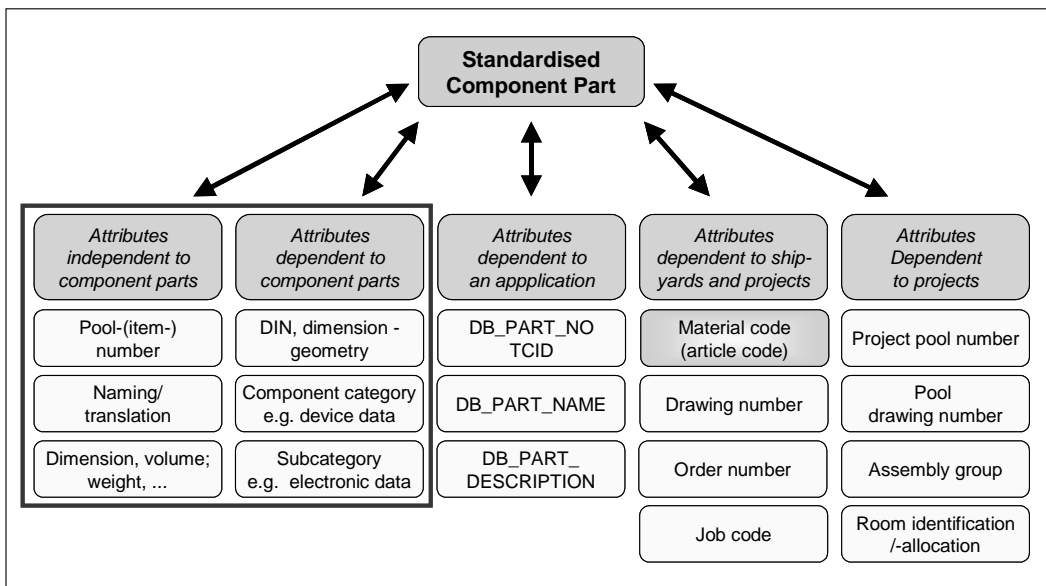 Standardised
Component Part
Attributes
independent to
component parts
Pool-(item-)
number
Naming/
translation
Dimension, volume;
weight, ...
Attributes
dependent to
component parts
DIN, dimension -
geometry
Component category
e.g. device data
Subcategory
e.g. electronic data
Attributes
dependent to
an appplication
DB_PART_NO
TCID
DB_PART_NAME
DB_PART_
DESCRIPTION
Attributes
dependent to ship-
yards and projects
Material code
(article code)
Drawing number
Order number
Job code
Attributes
Dependent
to projects
Project pool number
Pool
drawing number
Assembly group
Room identification
/-allocation